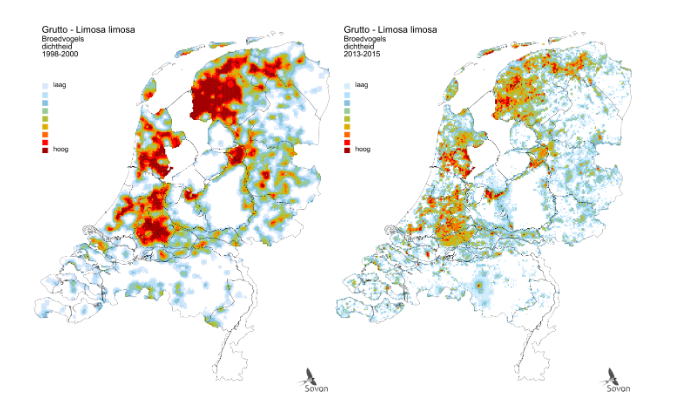 Grutto - Limosa limosa
Broedvogels
dichtheid
1998-2000
laag
hoog
Sovon
Grutto - Limosa limosa
Broedvogels
dichtheid
2013-2015
laag
hoog
Sovon